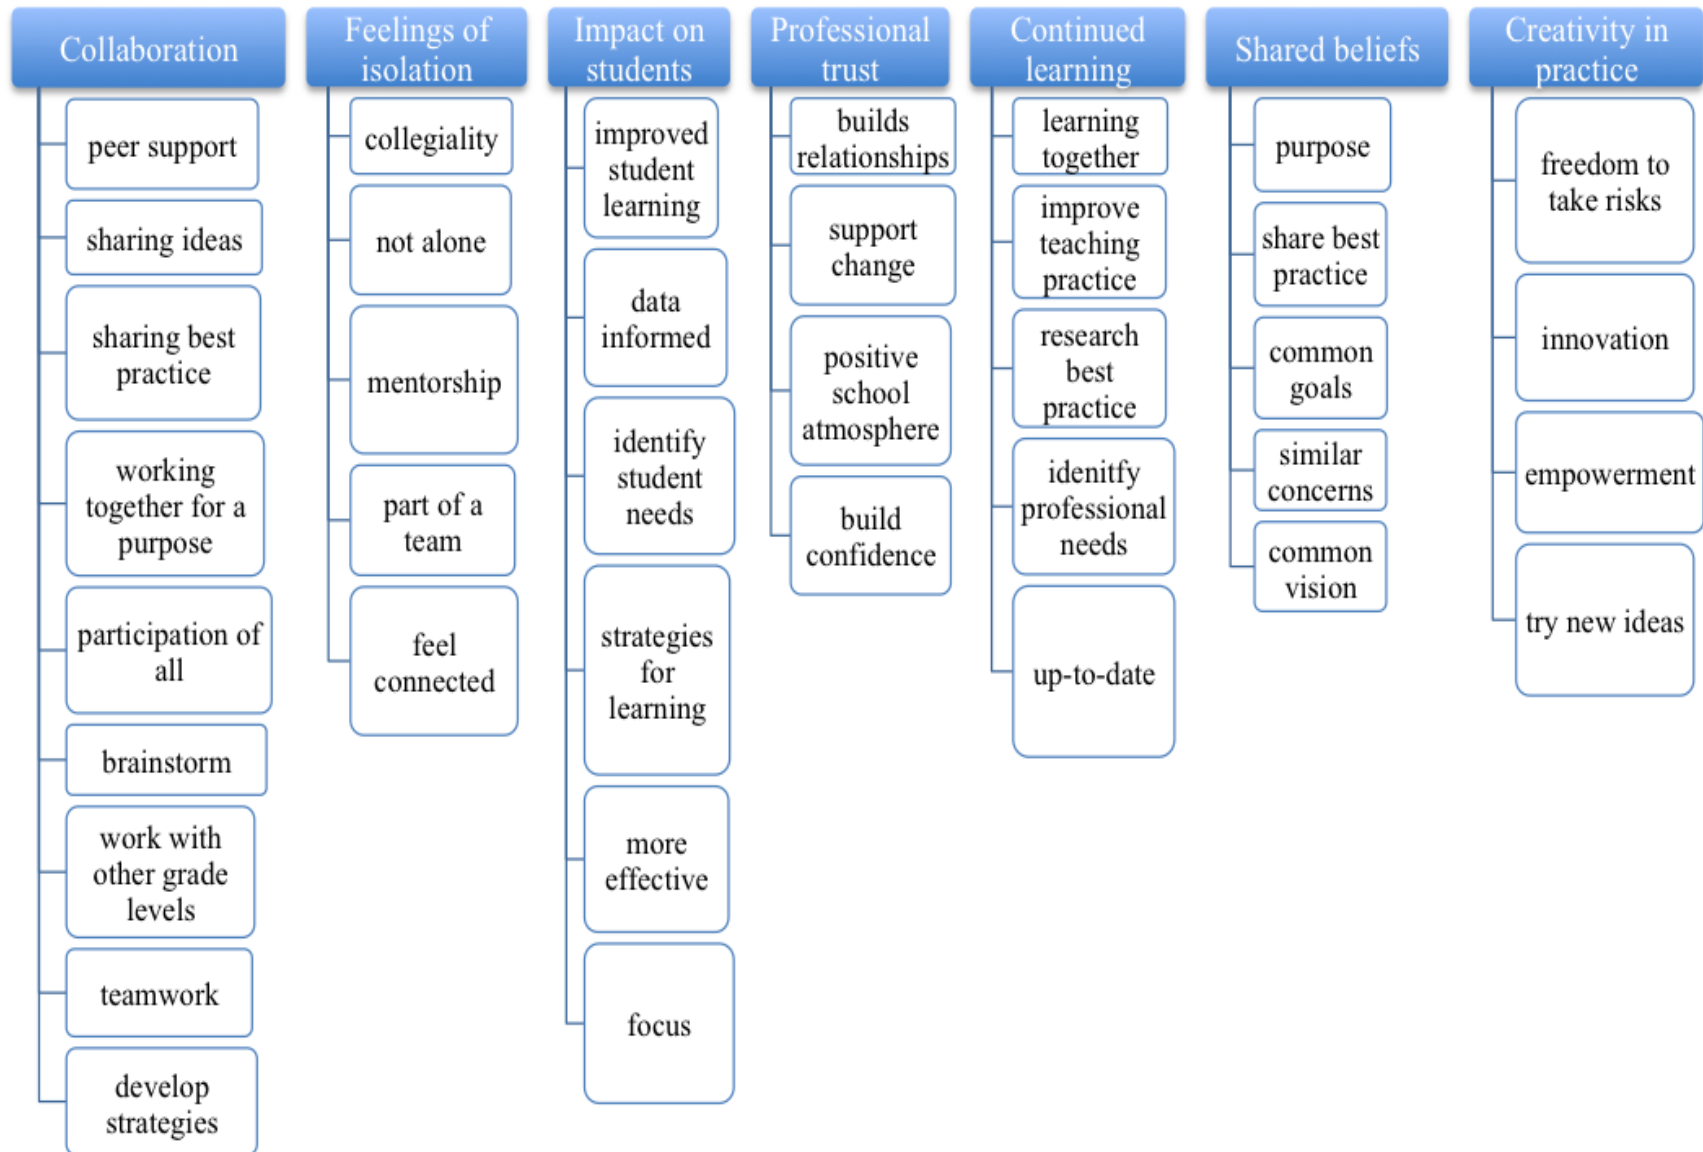 Collaboration
peer support
sharing ideas
sharing best
practice
working
together for a
purpose
participation of
all
brainstorm
work with
other grade
levels
teamwork
develop
strategies
Feelings of
isolation
collegiality
not alone
mentorship
part of a
team
feel
connected
Impact on
students
improved
student
learning
data
informed
identify
student
needs
strategies
for
learning
more
effective
focus
Professional
trust
builds
relationships
support
change
positive
school
atmosphere
build
confidence
Continued
learning
learning
together
improve
teaching
practice
research
best
practice
idenitfy
professional
needs
up-to-date
Shared beliefs
purpose
share best
practice
common
goals
similar
concerns
common
vision
Creativity in
practice
freedom to
take risks
innovation
empowerment
try new ideas